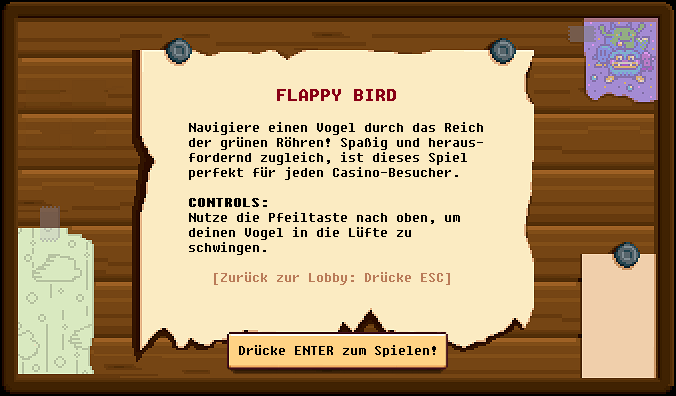 FLAPPY BIRD
Navigiere einen Vogel durch das Reich
der grünen Röhren! Spaßig und heraus-
fordernd zugleich, ist dieses Spiel
perfekt für jeden Casino-Besucher.
CONTROLS:
Nutze die Pfeiltaste nach oben, um
deinen Vogel in die Lüfte zu
schwingen.
[Zurück zur Lobby: Drücke ESC]
Drücke ENTER zum Spielen!